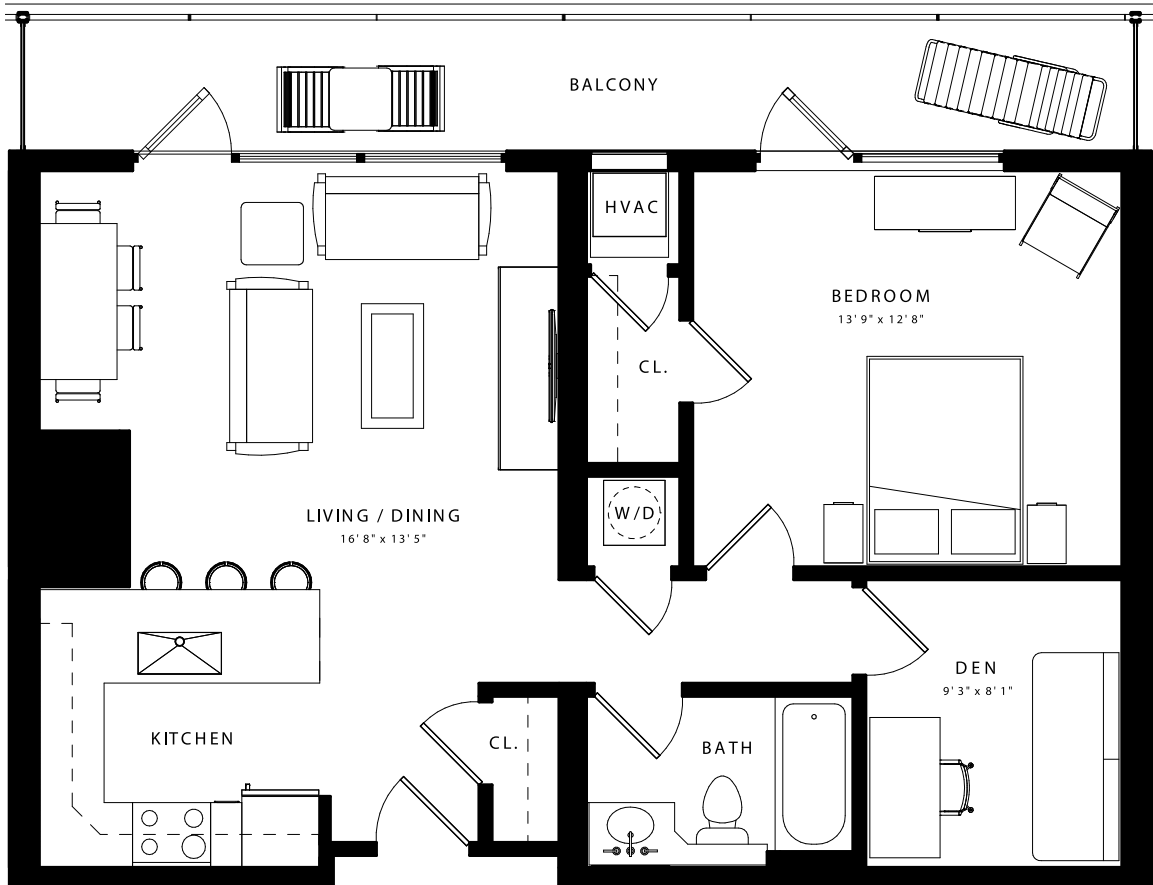 BALCONY
HVAC
BEDROOM
13'9" x 12'8"
CL.
LIVING / DINING
16'8" x 13'5"
W/D
DEN
9'3" x 8'1"
KITCHEN
CL.
BATH